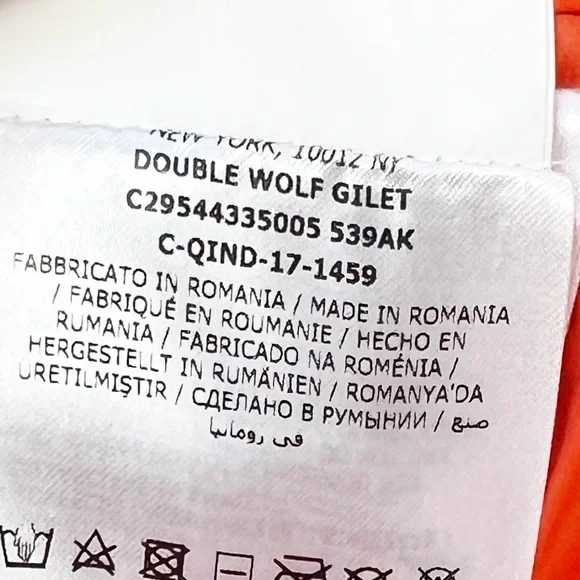 NEW YORK, 10012 NY
DOUBLE WOLF GILET
C29544335005 539AK
C-QIND-17-1459
FABBRICATO IN ROMANIA / MADE IN ROMANIA
/ FABRIQUÉ EN ROUMANIE / HECHO EN
RUMANIA / FABRICADO NA ROMÉNIA /
HERGESTELLT IN RUMÄNIEN / ROMANYA'DA
ÜRETILMIŞTIR / СДЕЛАНО В РУМЫНИИ / صنع
في رومانيا